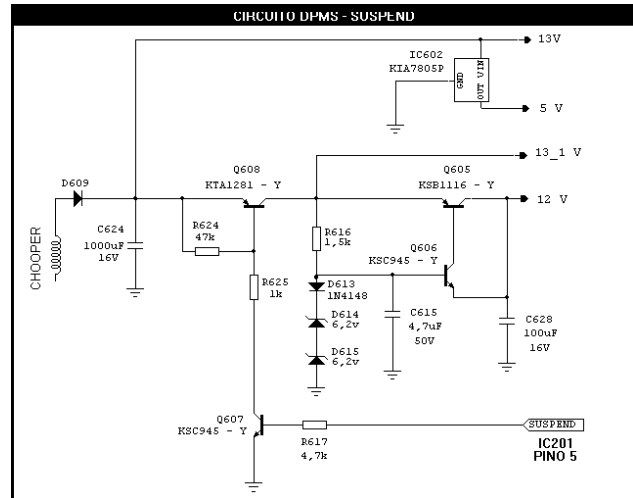 CIRCUITO DPMS - SUSPEND
13V
IC602
KIA7805P
GND
OUT VIN
5 V
13_1 V
Q608
KTA1281 - Y
Q605
KSB1116 - Y
12 V
D609
CHOOPER
C624
1000uF
16V
R624
47k
R625
1k
R616
1,5k
Q606
KSC945 - Y
D613
1N4148
D614
6,2v
D615
6,2v
C615
4,7uF
50V
C628
100uF
16V
Q607
KSC945 - Y
R617
4,7k
SUSPEND
IC201
PINO 5